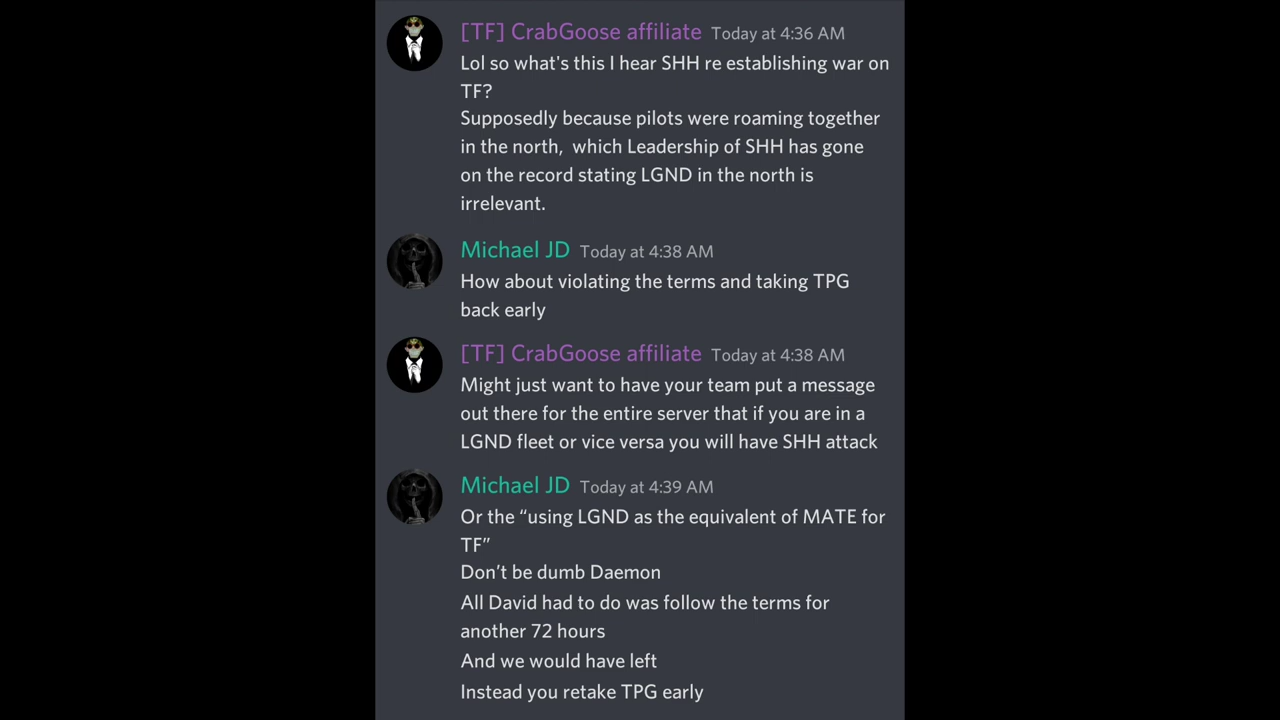 [TF] CrabGoose affiliate Today at 4:36 AM
Lol so what's this I hear SHH re establishing war on
TF?
Supposedly because pilots were roaming together
in the north, which Leadership of SHH has gone
on the record stating LGND in the north is
irrelevant.
Michael JD Today at 4:38 AM
How about violating the terms and taking TPG
back early
[TF] CrabGoose affiliate Today at 4:38 AM
Might just want to have your team put a message
out there for the entire server that if you are in a
LGND fleet or vice versa you will have SHH attack
Michael JD Today at 4:39 AM
Or the “using LGND as the equivalent of MATE for
TF”
Don’t be dumb Daemon
All David had to do was follow the terms for
another 72 hours
And we would have left
Instead you retake TPG early